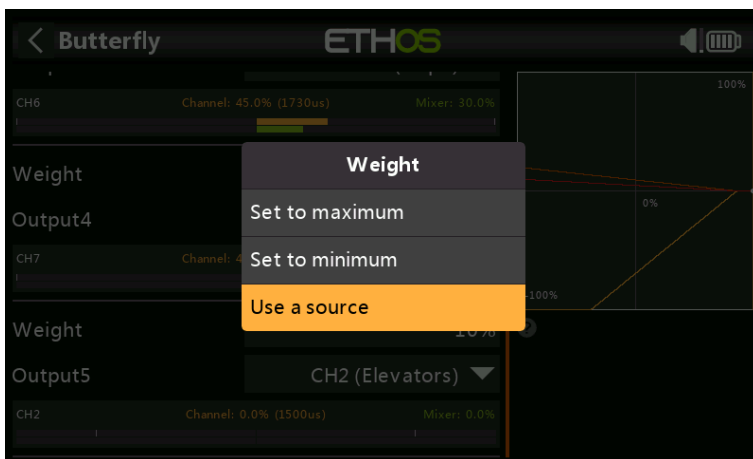 Butterfly
ETHOS
100%
CH6 Channel: 45.0% (1730us) Mixer: 30.0%
Weight
Weight
Set to maximum
0%
Output4
CH7 Channel: 4
Set to minimum
-100%
Use a source
Weight 10%
Output5 CH2 (Elevators)
CH2 Channel: 0.0% (1500us) Mixer: 0.0%